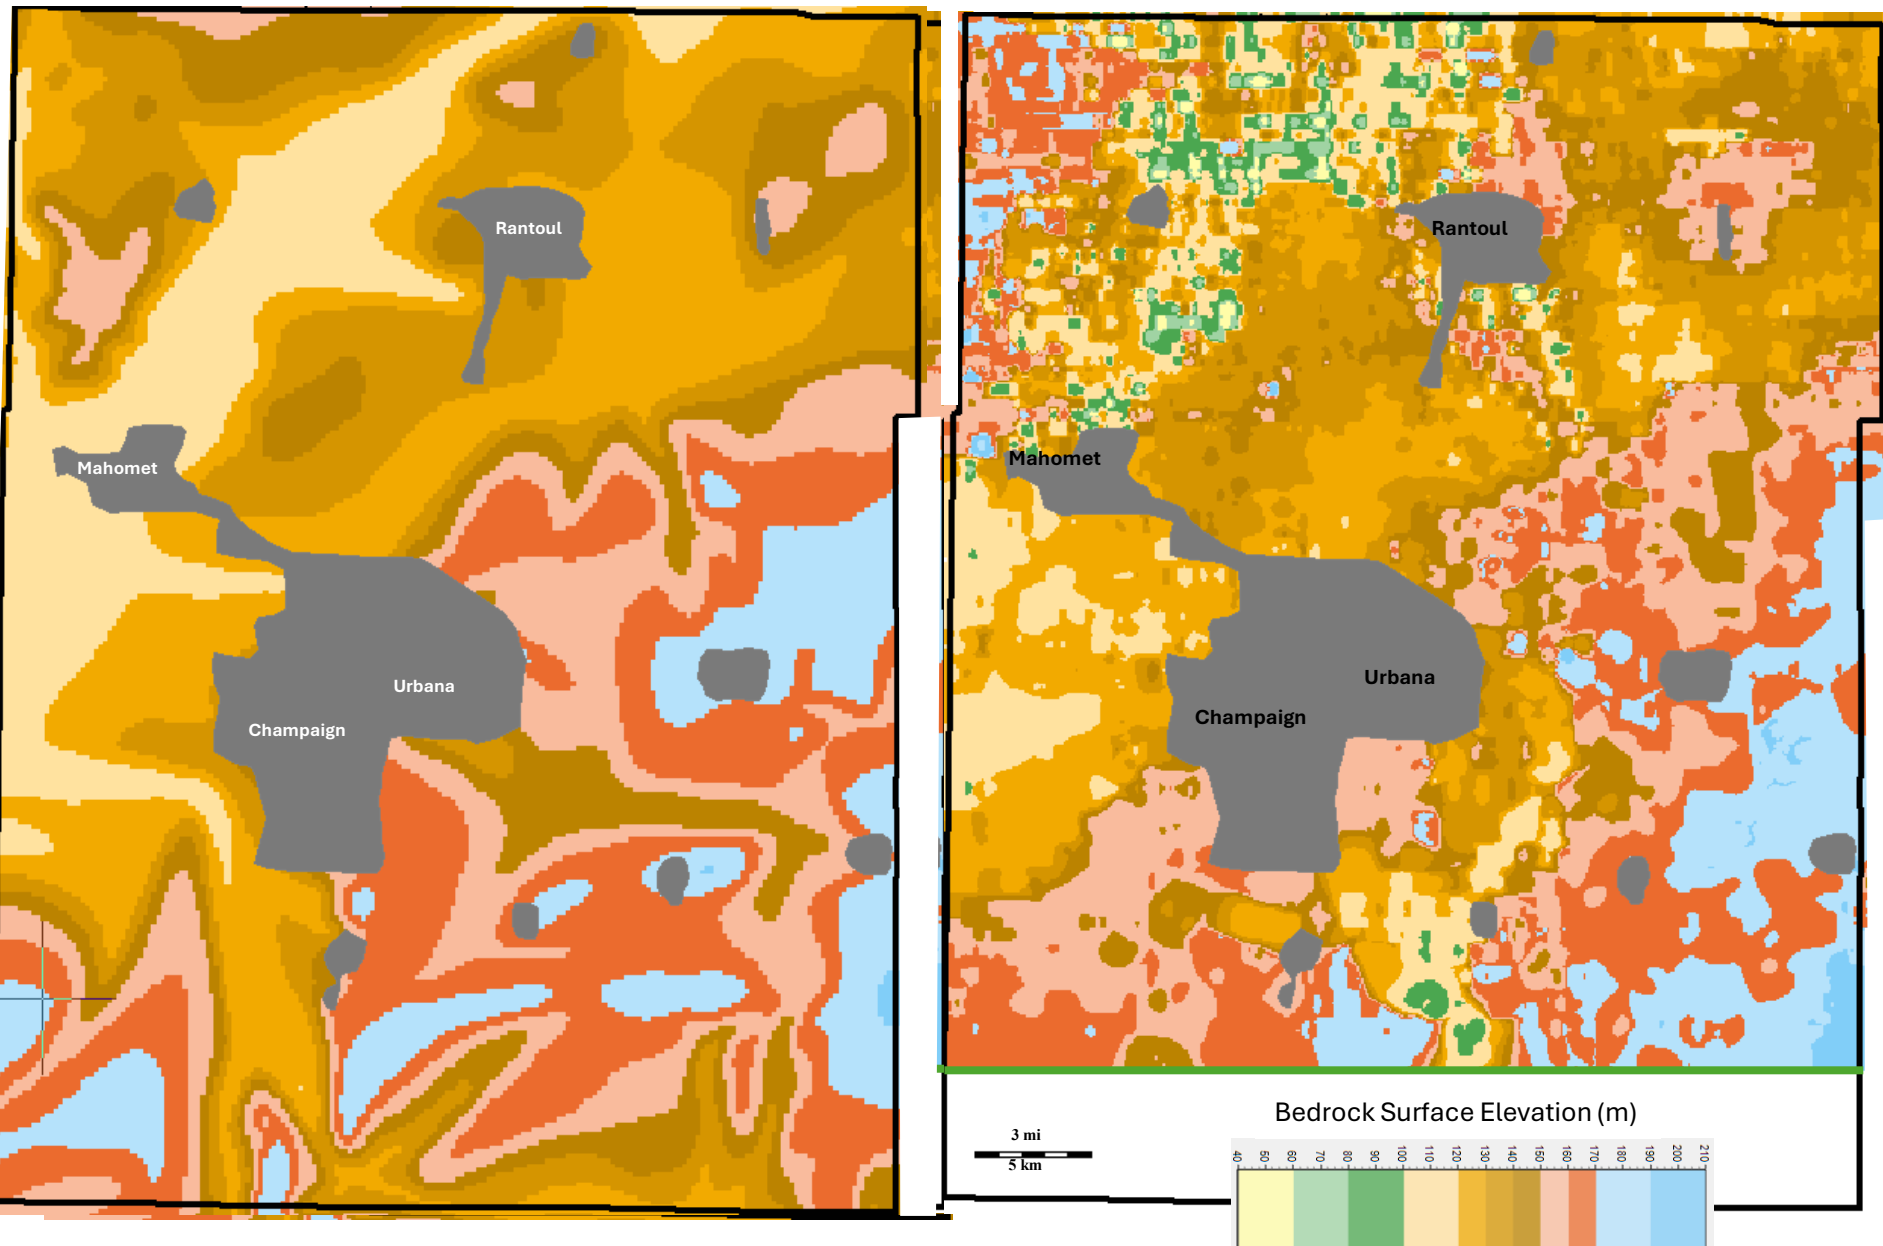 Rantoul
Mahomet
Urbana
Champaign
Rantoul
Mahomet
Urbana
Champaign
3 mi
5 km
Bedrock Surface Elevation (m)
40 50 60 70 80 90 100 110 120 130 140 150 160 170 180 190 200 210